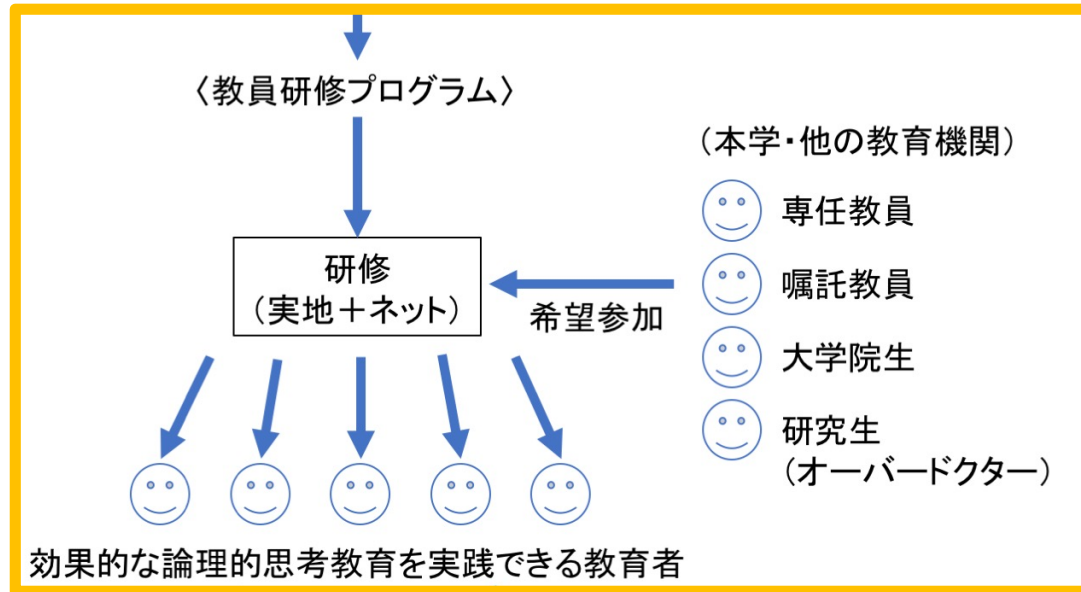 〈教員研修プログラム〉
(本学・他の教育機関)
専任教員
研修
(実地＋ネット)
嘱託教員
希望参加
大学院生
研究生
(オーバードクター)
効果的な論理的思考教育を実践できる教育者